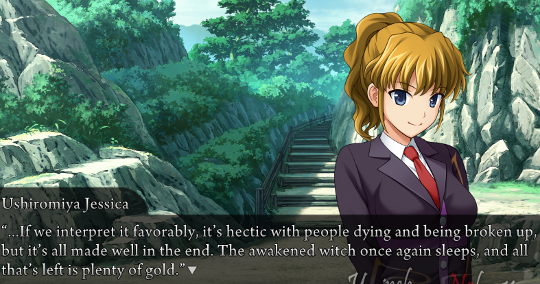 Ushiromiya Jessica
“...If we interpret it favorably, it's hectic with people dying and being broken up,
but it's all made well in the end. The awakened witch once again sleeps, and all
that's left is plenty of gold.”▼